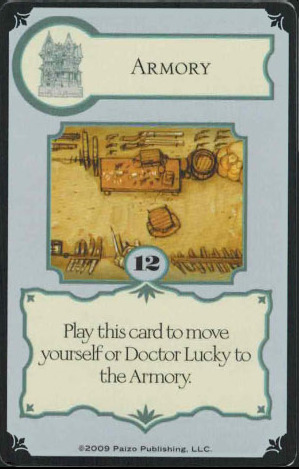 ARMORY
12
Play this card to move
yourself or Doctor Lucky to
the Armory.
©2009 Paizo Publishing, LLC.